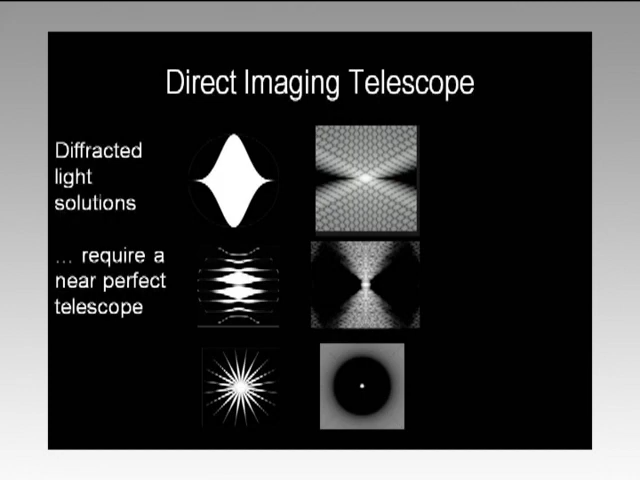 Direct Imaging Telescope
Diffracted
light
solutions
... require a
near perfect
telescope